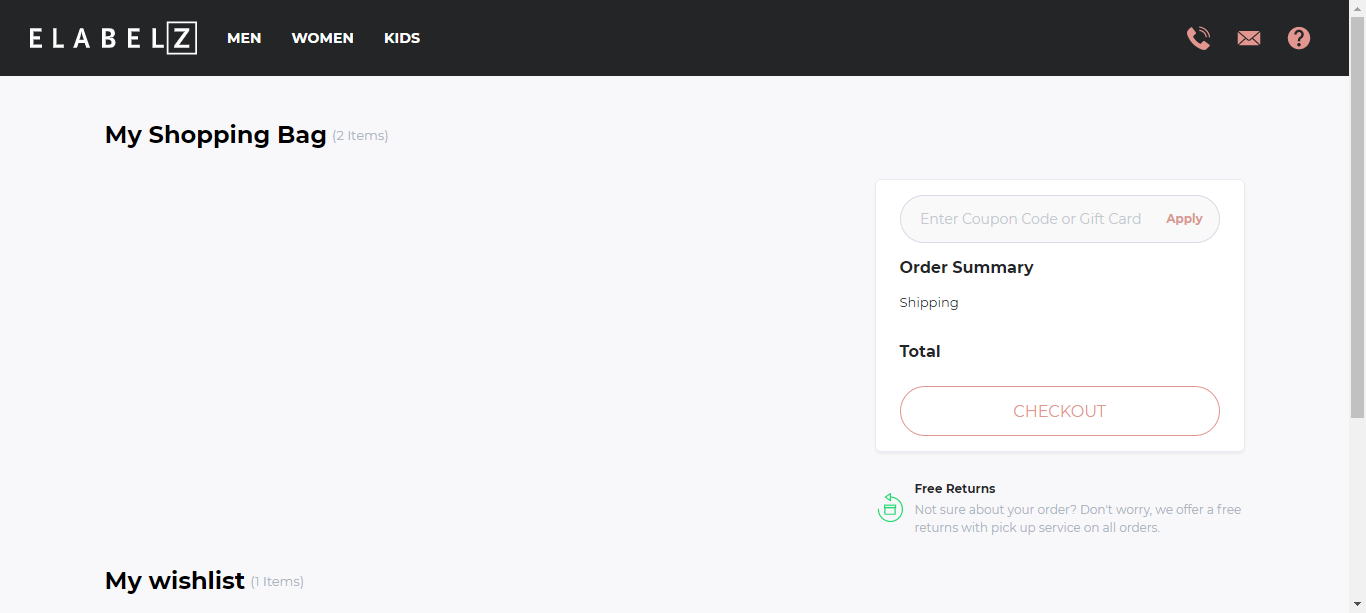 ELABELZ MEN WOMEN KIDS
My Shopping Bag (2 Items)
Enter Coupon Code or Gift Card Apply
Order Summary
Shipping
Total
CHECKOUT
Free Returns
Not sure about your order? Don't worry, we offer a free
returns with pick up service on all orders.
My wishlist (1 Items)